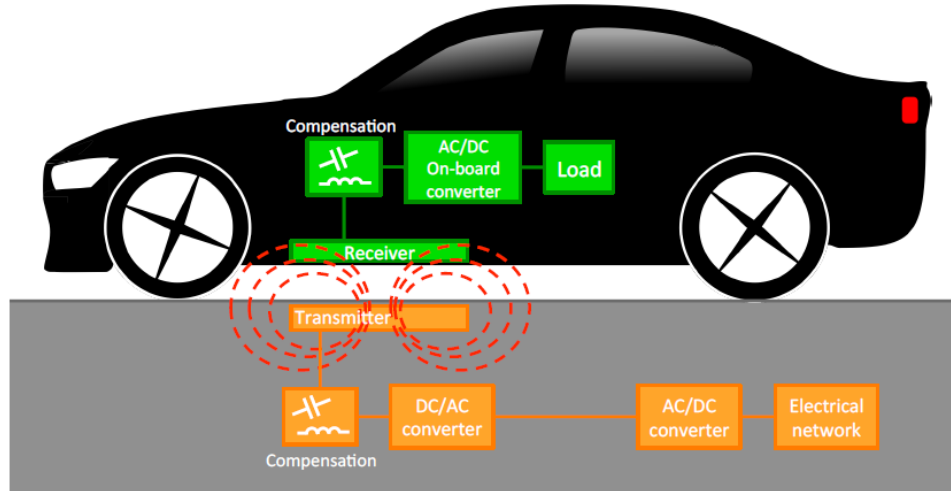 Compensation
AC/DC
On-board
converter
Load
Receiver
Transmitter
DC/AC
converter
AC/DC
converter
Electrical
network
Compensation